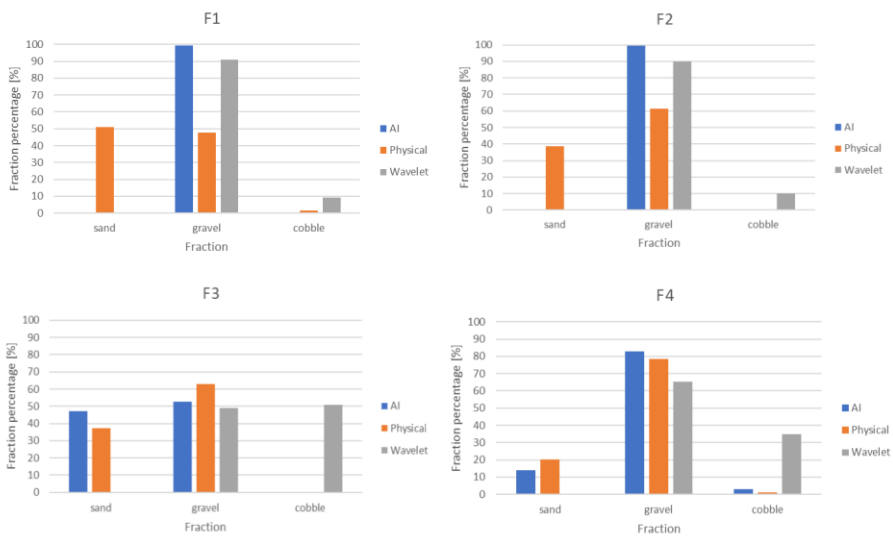 F1
Fraction percentage [%]
100
90
80
70
60
50
40
30
20
10
0
sand
gravel
cobble
Fraction
AI
Physical
Wavelet
F2
Fraction percentage [%]
100
90
80
70
60
50
40
30
20
10
0
sand
gravel
cobble
Fraction
AI
Physical
Wavelet
F3
Fraction percentage [%]
100
90
80
70
60
50
40
30
20
10
0
sand
gravel
cobble
Fraction
AI
Physical
Wavelet
F4
Fraction percentage [%]
100
90
80
70
60
50
40
30
20
10
0
sand
gravel
cobble
Fraction
AI
Physical
Wavelet